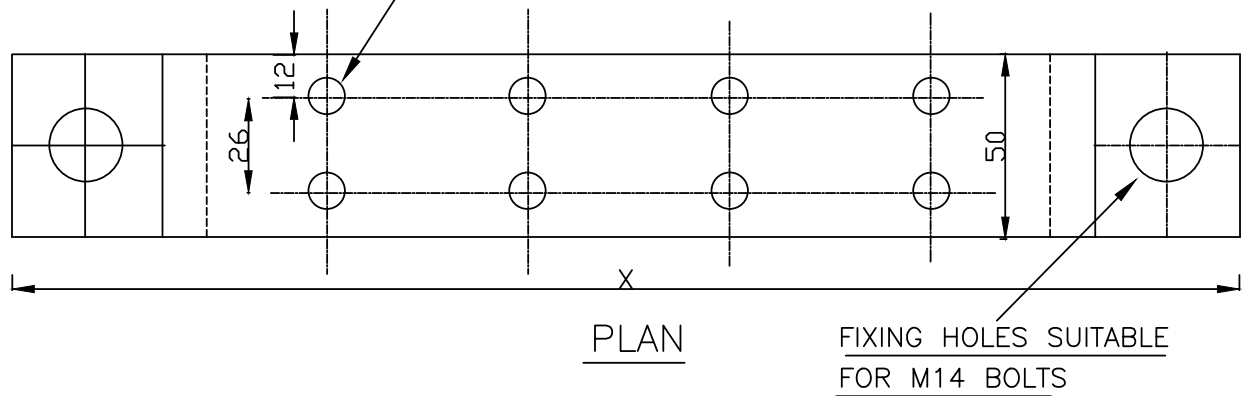 12
26
50
X
PLAN
FIXING HOLES SUITABLE
FOR M14 BOLTS